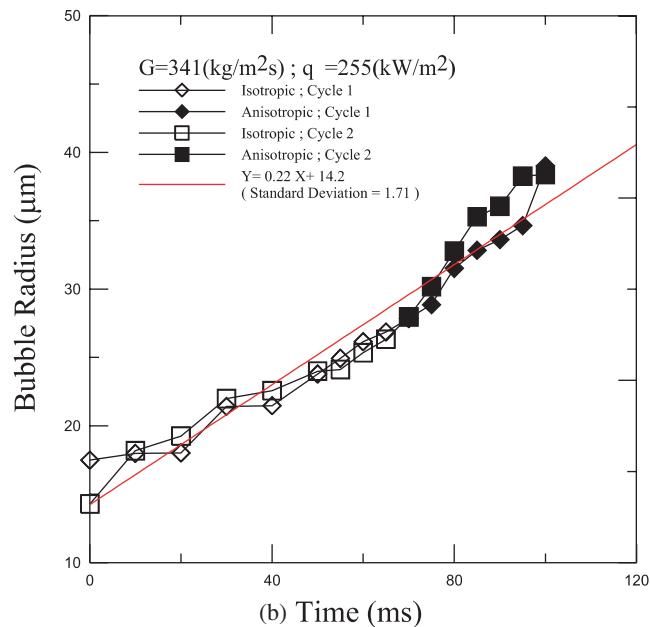 50
G=341(kg/m²s) ; q =255(kW/m²)
Isotropic ; Cycle 1
Anisotropic ; Cycle 1
Isotropic ; Cycle 2
Anisotropic ; Cycle 2
Y= 0.22 X+ 14.2
( Standard Deviation = 1.71 )
40
Bubble Radius (µm)
30
20
10
0
40
80
120
(b) Time (ms)